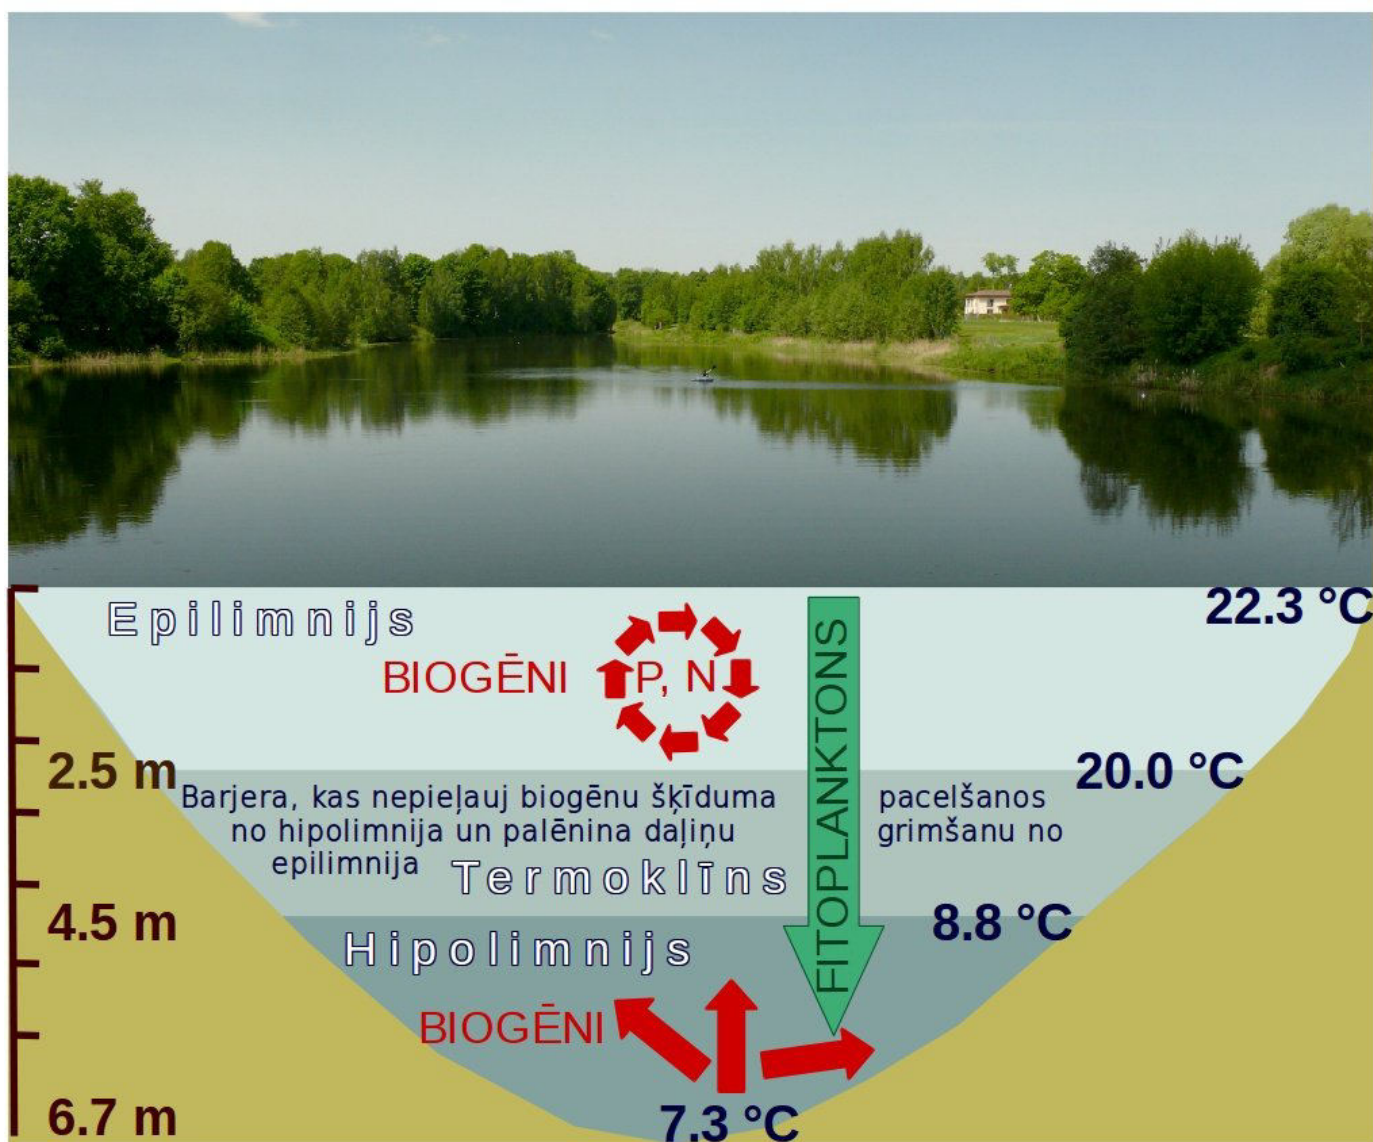 Epilimnijs
22.3 °C
BIOGĒNI
P, N
FITOPLANKTONS
2.5 m
20.0 °C
Barjera, kas nepieļauj biogēnu šķīduma pacelšanos
no hipolimnija un palēnina daļiņu grimšanu no
epilimnija
Termoklīns
4.5 m
8.8 °C
Hipolimnijs
BIOGĒNI
6.7 m
7.3 °C